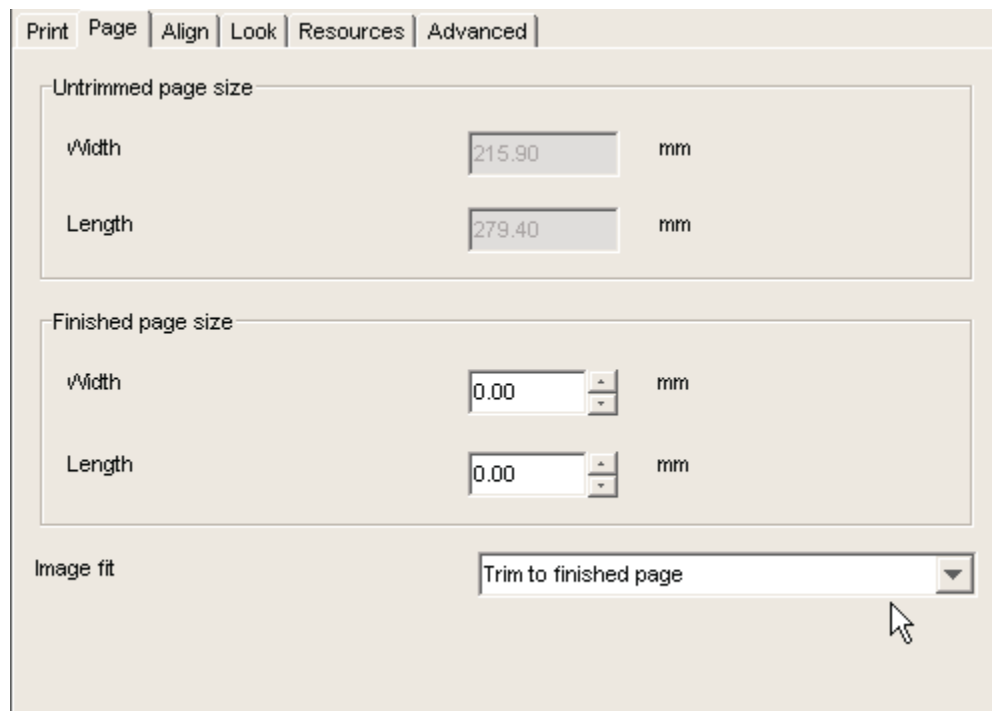 Print Page Align Look Resources Advanced
Untrimmed page size
Width 215.90 mm
Length 279.40 mm
Finished page size
Width 0.00 mm
Length 0.00 mm
Image fit Trim to finished page